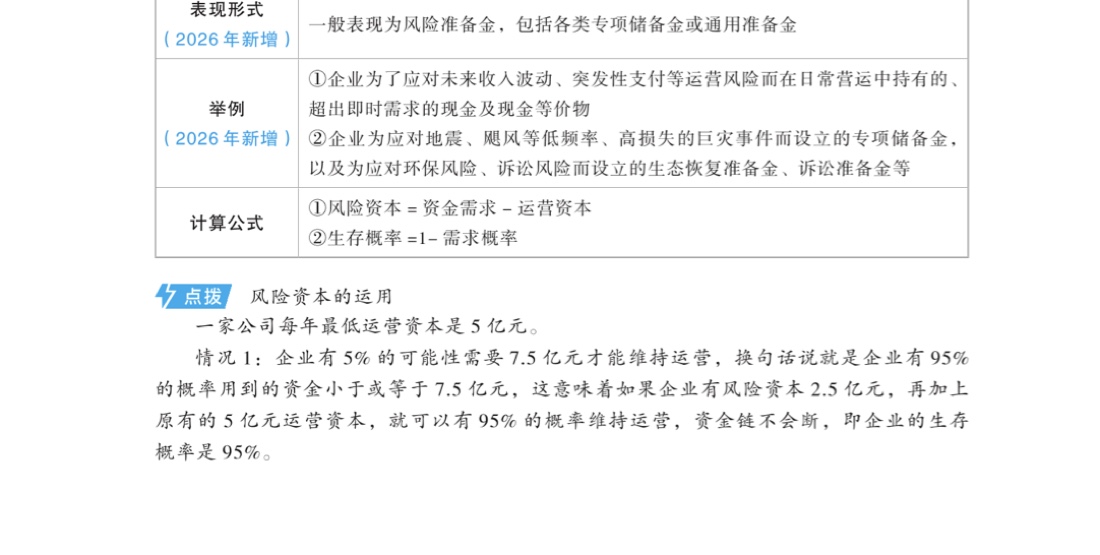 表现形式
（2026 年新增）
一般表现为风险准备金，包括各类专项储备金或通用准备金
举例
（2026 年新增）
①企业为了应对未来收入波动、突发性支付等运营风险而在日常营运中持有的、
超出即时需求的现金及现金等价物
②企业为应对地震、飓风等低频率、高损失的巨灾事件而设立的专项储备金，
以及为应对环保风险、诉讼风险而设立的生态恢复准备金、诉讼准备金等
计算公式
①风险资本 = 资金需求 - 运营资本
②生存概率 =1- 需求概率
点拨 风险资本的运用
一家公司每年最低运营资本是 5 亿元。
情况 1：企业有 5% 的可能性需要 7.5 亿元才能维持运营，换句话说就是企业有 95%
的概率用到的资金小于或等于 7.5 亿元，这意味着如果企业有风险资本 2.5 亿元，再加上
原有的 5 亿元运营资本，就可以有 95% 的概率维持运营，资金链不会断，即企业的生存
概率是 95%。